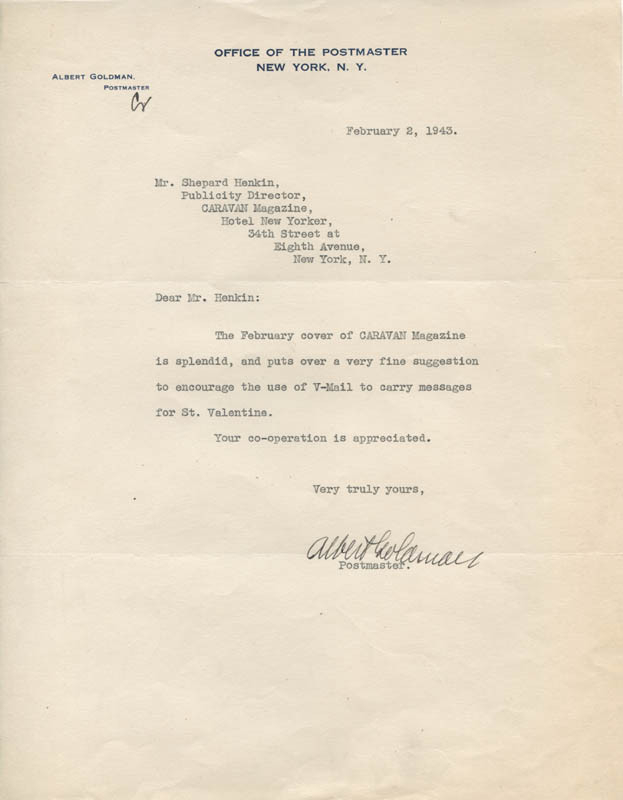 OFFICE OF THE POSTMASTER
NEW YORK, N. Y.
ALBERT GOLDMAN.
POSTMASTER
February 2, 1943.
Mr. Shepard Henkin,
Publicity Director,
CARAVAN Magazine,
Hotel New Yorker,
34th Street at
Eighth Avenue,
New York, N. Y.
Dear Mr. Henkin:
The February cover of CARAVAN Magazine
is splendid, and puts over a very fine suggestion
to encourage the use of V-Mail to carry messages
for St. Valentine.
Your co-operation is appreciated.
Very truly yours,
Albert Goldman
Postmaster.